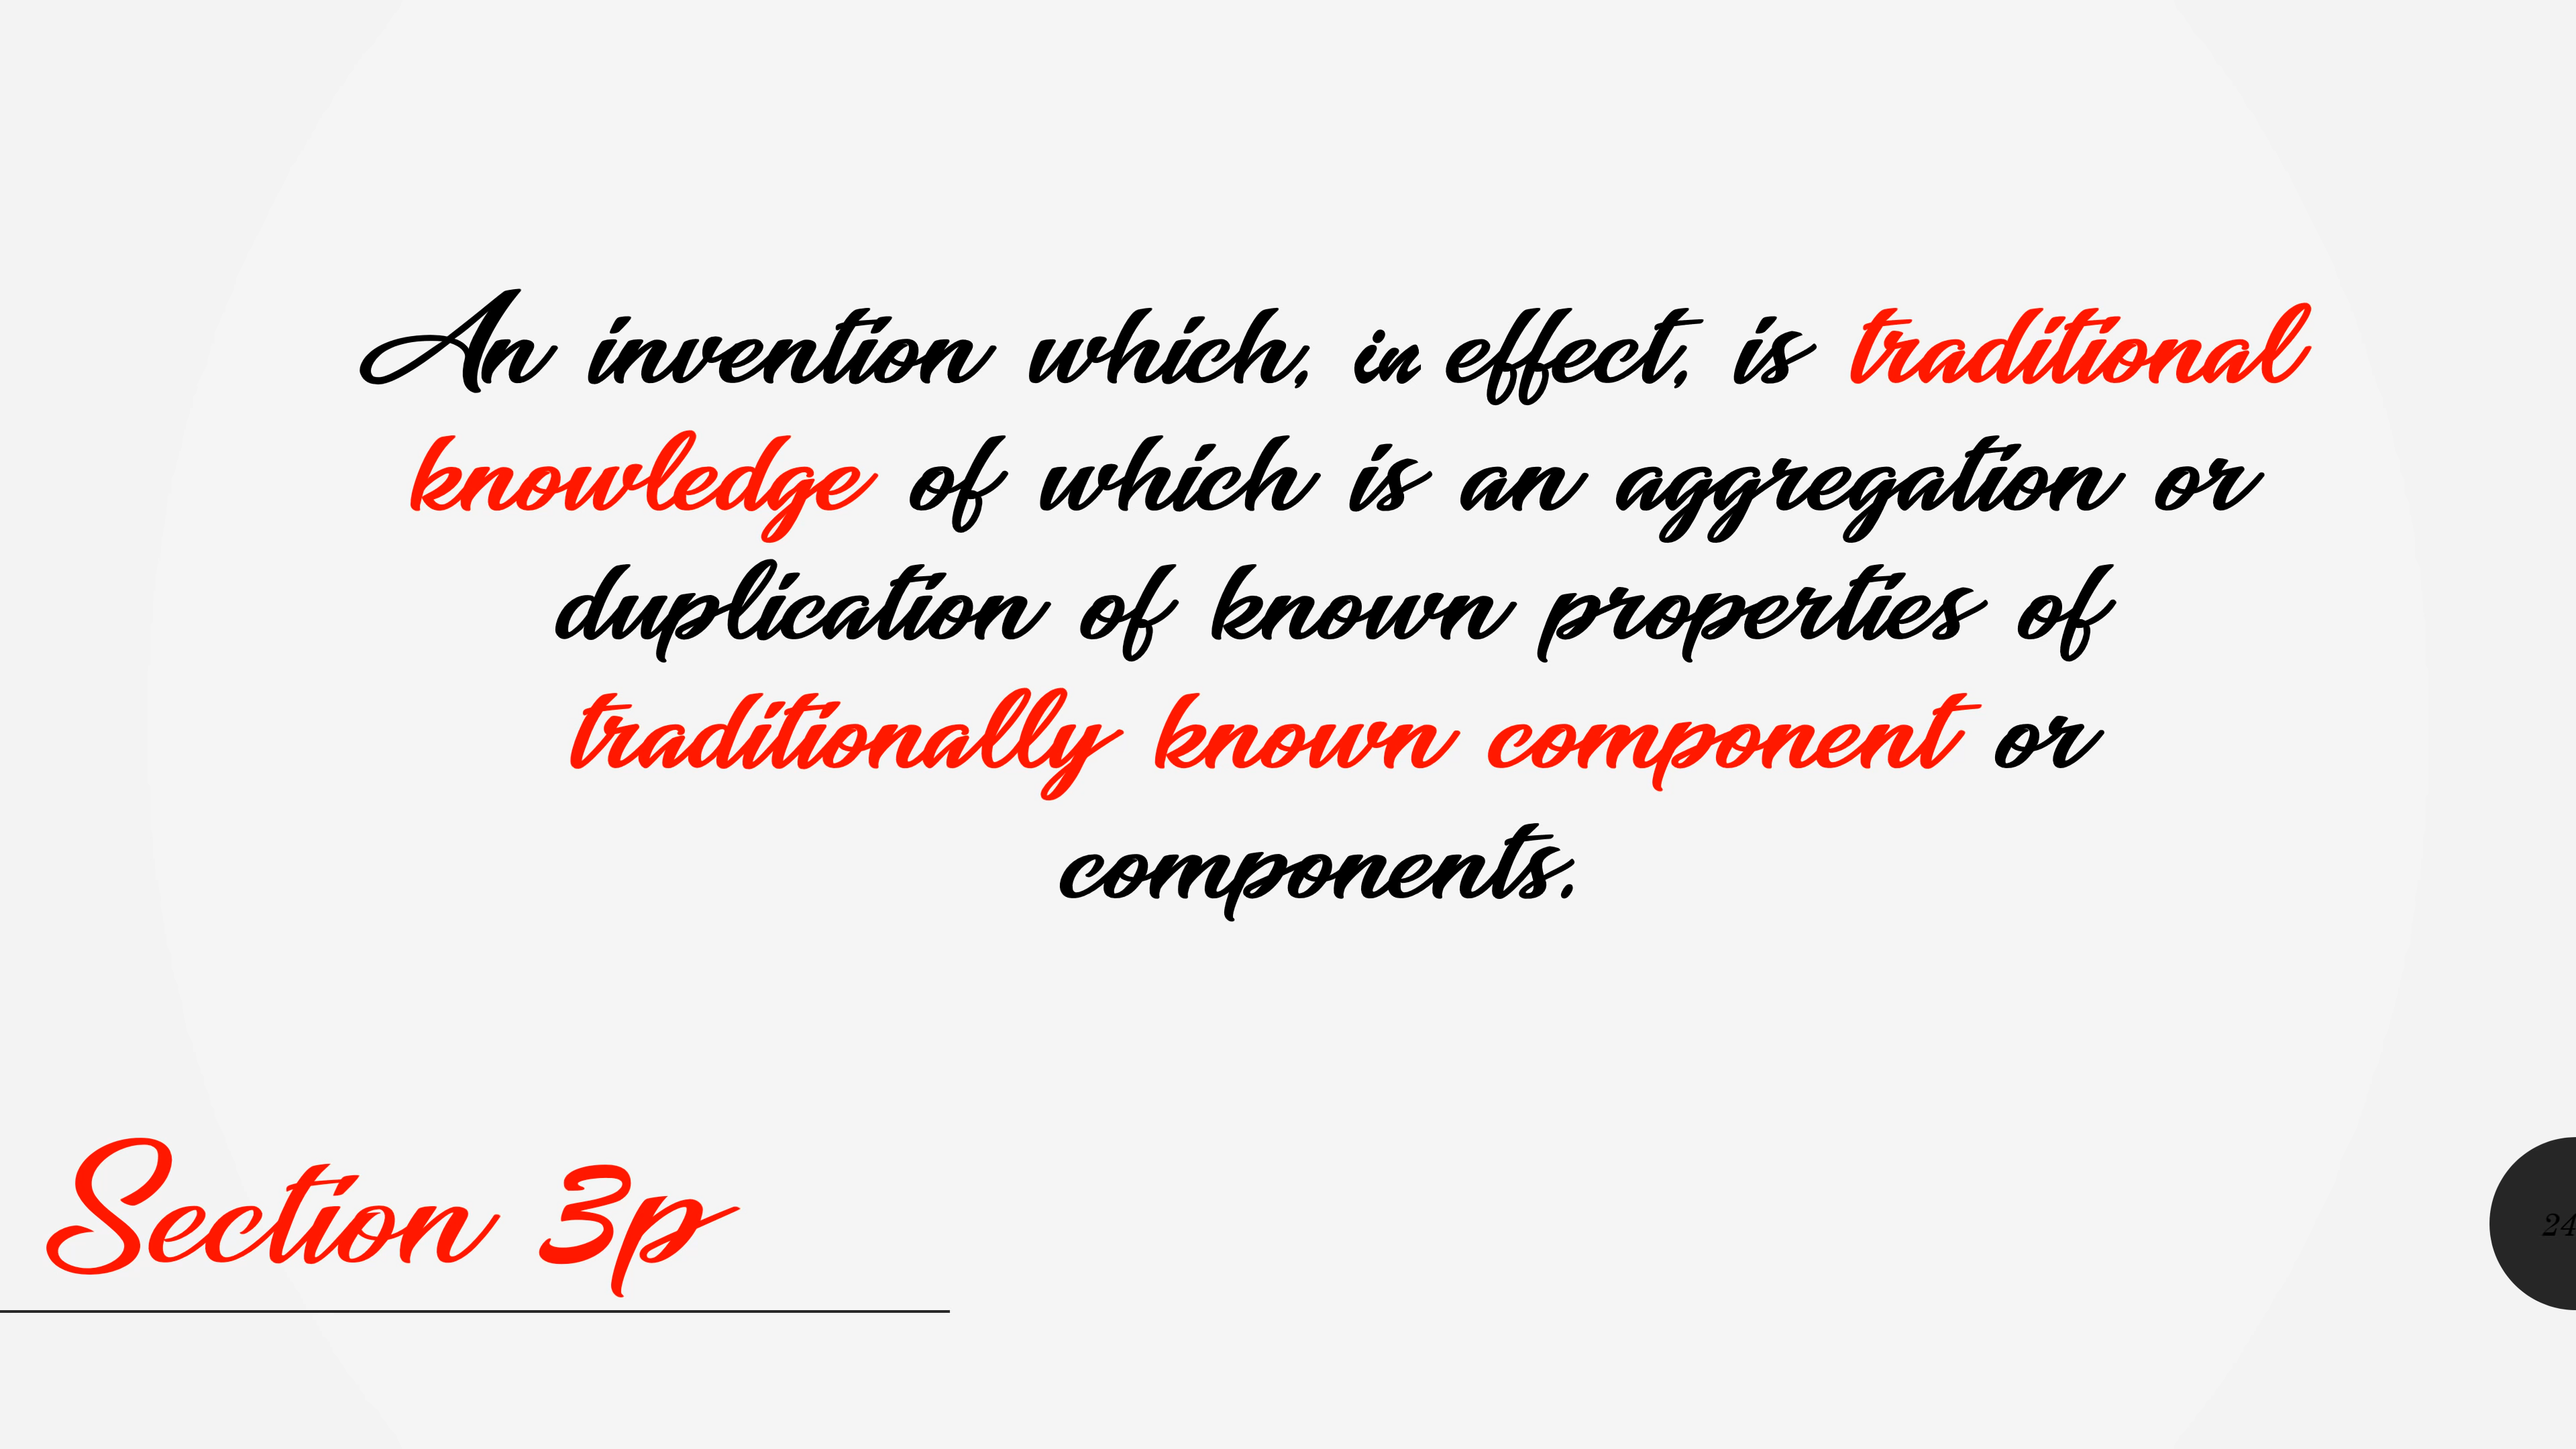 An invention which, in effect, is traditional
knowledge of which is an aggregation or
duplication of known properties of
traditionally known component or
components.
Section 3p
24